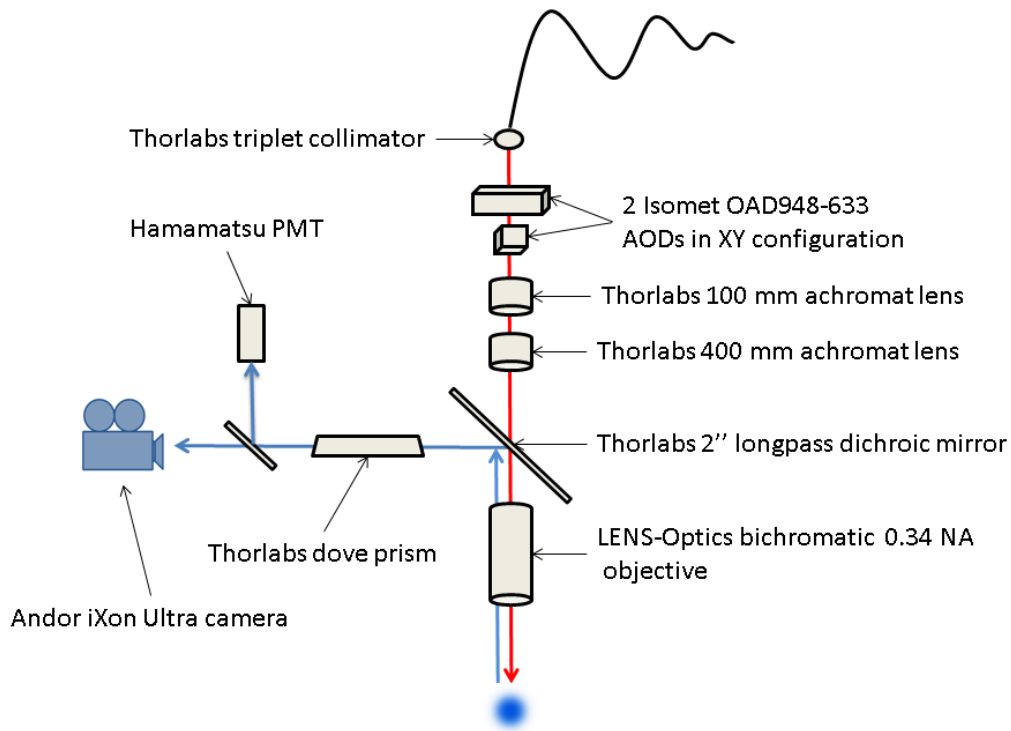 Thorlabs triplet collimator
2 Isomet OAD948-633
AODs in XY configuration
Hamamatsu PMT
Thorlabs 100 mm achromat lens
Thorlabs 400 mm achromat lens
Thorlabs 2’’ longpass dichroic mirror
LENS-Optics bichromatic 0.34 NA
objective
Thorlabs dove prism
Andor iXon Ultra camera